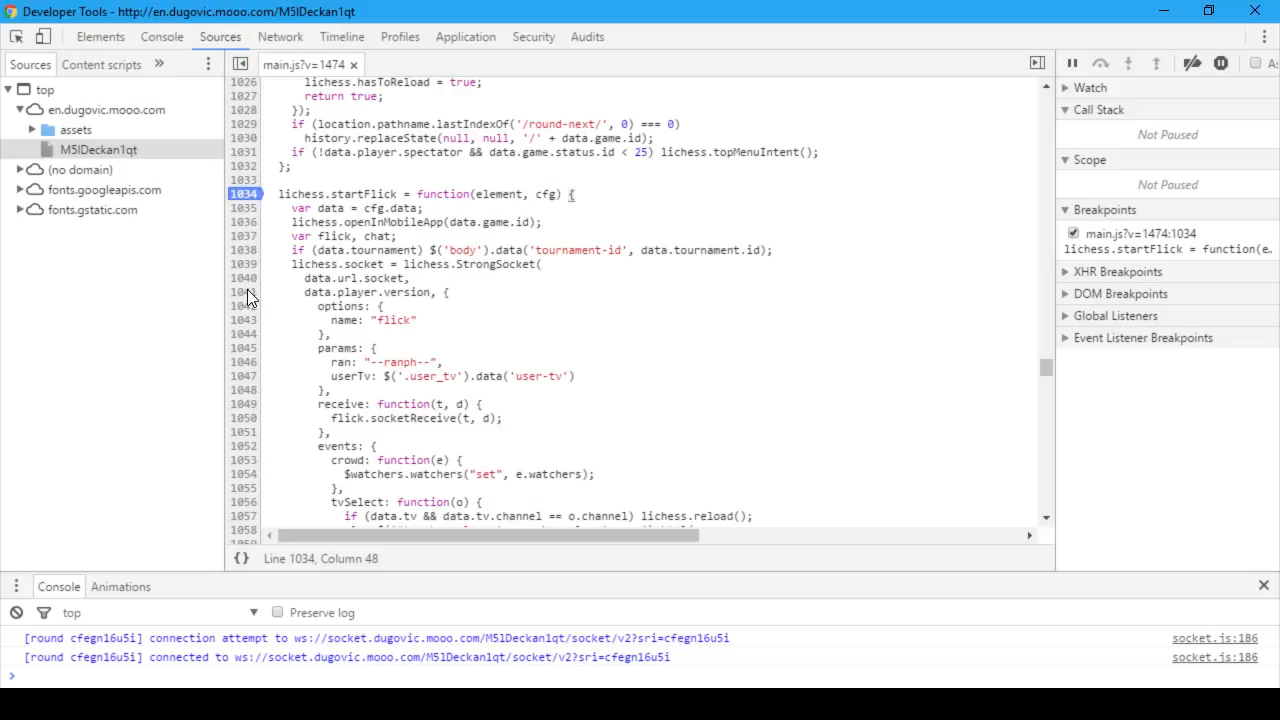 Developer Tools - http://en.dugovic.mooo.com/M5lDeckan1qt
Elements Console Sources Network Timeline Profiles Application Security Audits
Sources Content scripts »
main.js?v=1474 ×
top
en.dugovic.mooo.com
assets
M5lDeckan1qt
(no domain)
fonts.googleapis.com
fonts.gstatic.com
1026 lichess.hasToReload = true;
1027 return true;
1028 });
1029 if (location.pathname.lastIndexOf('/round-next/', 0) === 0)
1030 history.replaceState(null, null, '/' + data.game.id);
1031 if (!data.player.spectator && data.game.status.id < 25) lichess.topMenuIntent();
1032 };
1033
1034 lichess.startFlick = function(element, cfg) {
1035 var data = cfg.data;
1036 lichess.openInMobileApp(data.game.id);
1037 var flick, chat;
1038 if (data.tournament) $('body').data('tournament-id', data.tournament.id);
1039 lichess.socket = lichess.StrongSocket(
1040 data.url.socket,
data.player.version, {
options: {
1043 name: "flick"
1044 },
1045 params: {
1046 ran: "--ranph--",
1047 userTv: $('.user_tv').data('user-tv')
1048 },
1049 receive: function(t, d) {
1050 flick.socketReceive(t, d);
1051 },
1052 events: {
1053 crowd: function(e) {
1054 $watchers.watchers("set", e.watchers);
1055 },
1056 tvSelect: function(o) {
1057 if (data.tv && data.tv.channel == o.channel) lichess.reload();
1058
{} Line 1034, Column 48
Watch
Call Stack
Not Paused
Scope
Not Paused
Breakpoints
main.js?v=1474:1034
lichess.startFlick = function(e…
XHR Breakpoints
DOM Breakpoints
Global Listeners
Event Listener Breakpoints
Console Animations
top Preserve log
[round cfegnl6u5i] connection attempt to ws://socket.dugovic.mooo.com/M5lDeckan1qt/socket/v2?sri=cfegnl6u5i socket.js:186
[round cfegnl6u5i] connected to ws://socket.dugovic.mooo.com/M5lDeckan1qt/socket/v2?sri=cfegnl6u5i socket.js:186
>